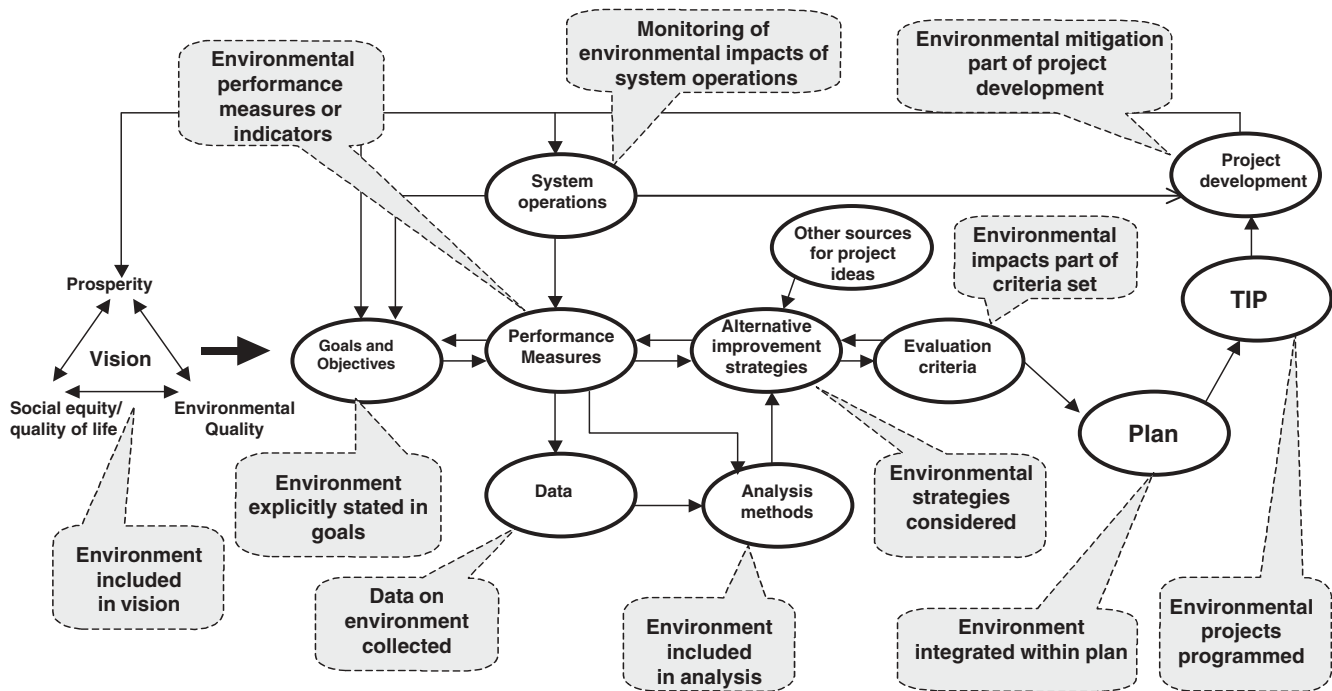 Monitoring of
environmental impacts of
system operations
Environmental mitigation
part of project
development
Environmental
performance
measures or
indicators
System
operations
Project
development
Other sources
for project
ideas
Environmental
impacts part of
criteria set
Prosperity
Vision
Social equity/
quality of life
Environmental
Quality
Goals and
Objectives
Performance
Measures
Alternative
improvement
strategies
Evaluation
criteria
TIP
Plan
Environment
explicitly stated in
goals
Data
Analysis
methods
Environmental
strategies
considered
Environment
included
in vision
Data on
environment
collected
Environment
included
in analysis
Environment
integrated within plan
Environmental
projects
programmed